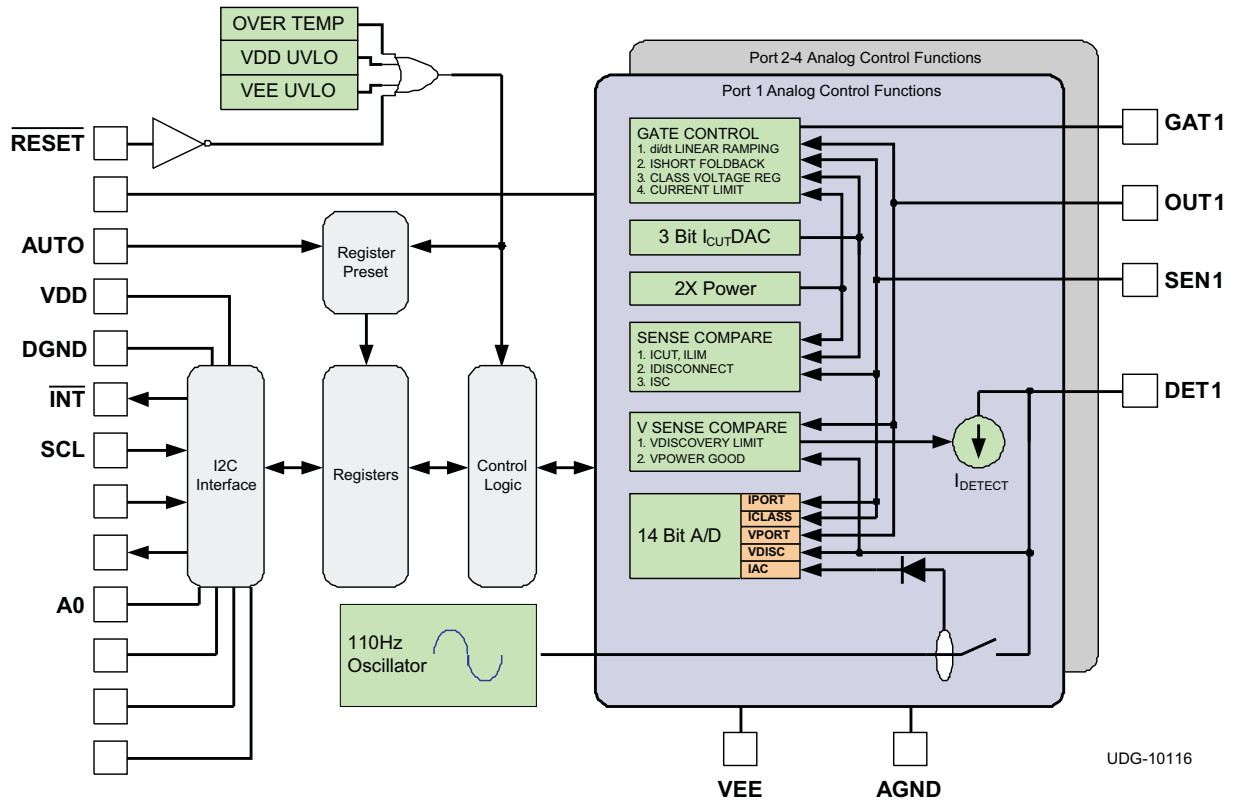 OVER TEMP
VDD UVLO
VEE UVLO
RESET
AUTO
VDD
DGND
INT
SCL
A0
Register
Preset
I2C
Interface
Registers
Control
Logic
110Hz
Oscillator
Port 2-4 Analog Control Functions
Port 1 Analog Control Functions
GATE CONTROL
1. di/dt LINEAR RAMPING
2. ISHORT FOLDBACK
3. CLASS VOLTAGE REG
4. CURRENT LIMIT
3 Bit ICUTDAC
2X Power
SENSE COMPARE
1. ICUT, ILIM
2. IDISCONNECT
3. ISC
V SENSE COMPARE
1. VDISCOVERY LIMIT
2. VPOWER GOOD
IDETECT
14 Bit A/D
IPORT
ICLASS
VPORT
VDISC
IAC
GAT1
OUT1
SEN1
DET1
VEE
AGND
UDG-10116